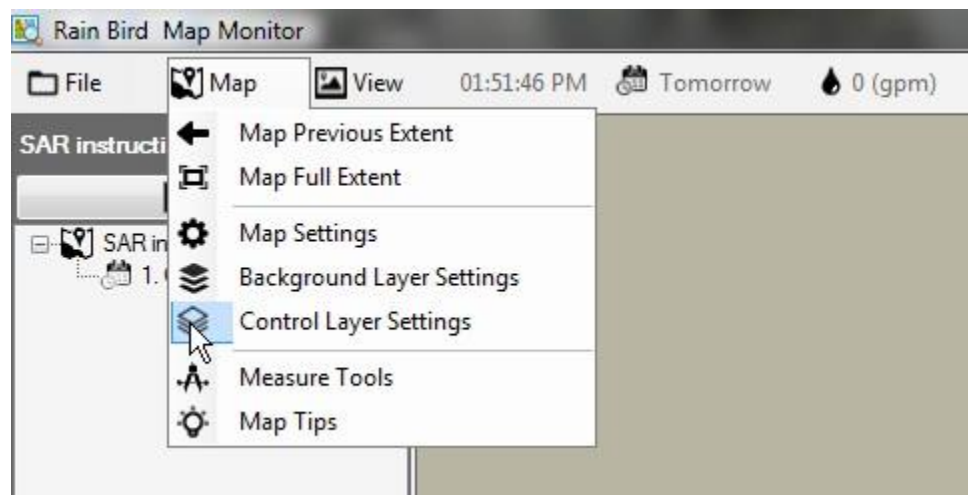 Rain Bird Map Monitor
File Map View 01:51:46 PM Tomorrow 0 (gpm)
SAR instructi
Map Previous Extent
Map Full Extent
Map Settings
SAR in
Background Layer Settings
1.
Control Layer Settings
Measure Tools
Map Tips